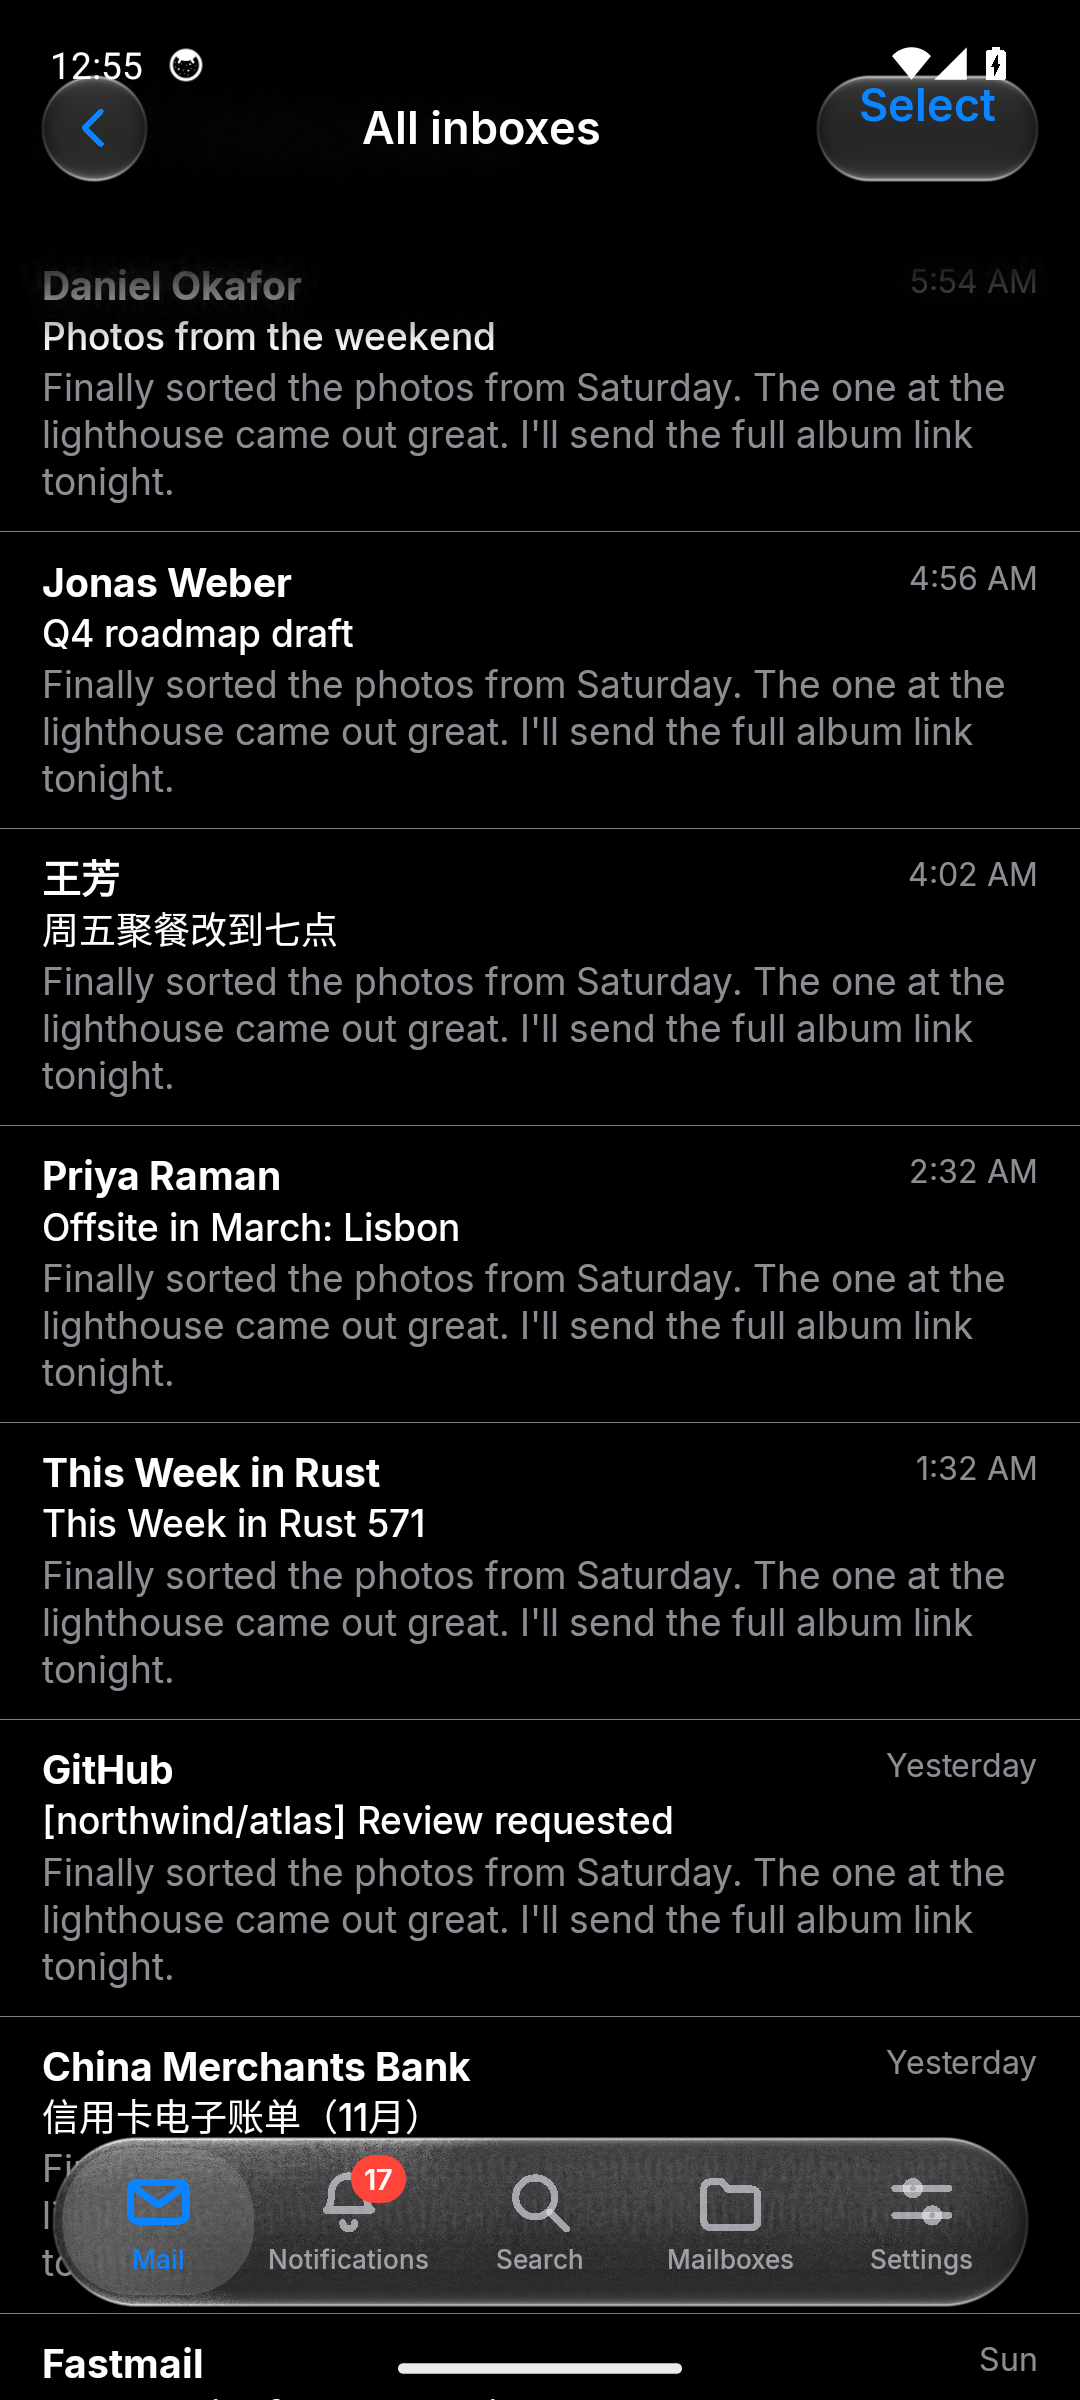 12:55
Select
All inboxes
Daniel Okafor 5:54 AM
Photos from the weekend
Finally sorted the photos from Saturday. The one at the
lighthouse came out great. I'll send the full album link
tonight.
Jonas Weber 4:56 AM
Q4 roadmap draft
Finally sorted the photos from Saturday. The one at the
lighthouse came out great. I'll send the full album link
tonight.
王芳 4:02 AM
周五聚餐改到七点
Finally sorted the photos from Saturday. The one at the
lighthouse came out great. I'll send the full album link
tonight.
Priya Raman 2:32 AM
Offsite in March: Lisbon
Finally sorted the photos from Saturday. The one at the
lighthouse came out great. I'll send the full album link
tonight.
This Week in Rust 1:32 AM
This Week in Rust 571
Finally sorted the photos from Saturday. The one at the
lighthouse came out great. I'll send the full album link
tonight.
GitHub Yesterday
[northwind/atlas] Review requested
Finally sorted the photos from Saturday. The one at the
lighthouse came out great. I'll send the full album link
tonight.
China Merchants Bank Yesterday
信用卡电子账单（11月）
17
Mail Notifications Search Mailboxes Settings
Fastmail Sun